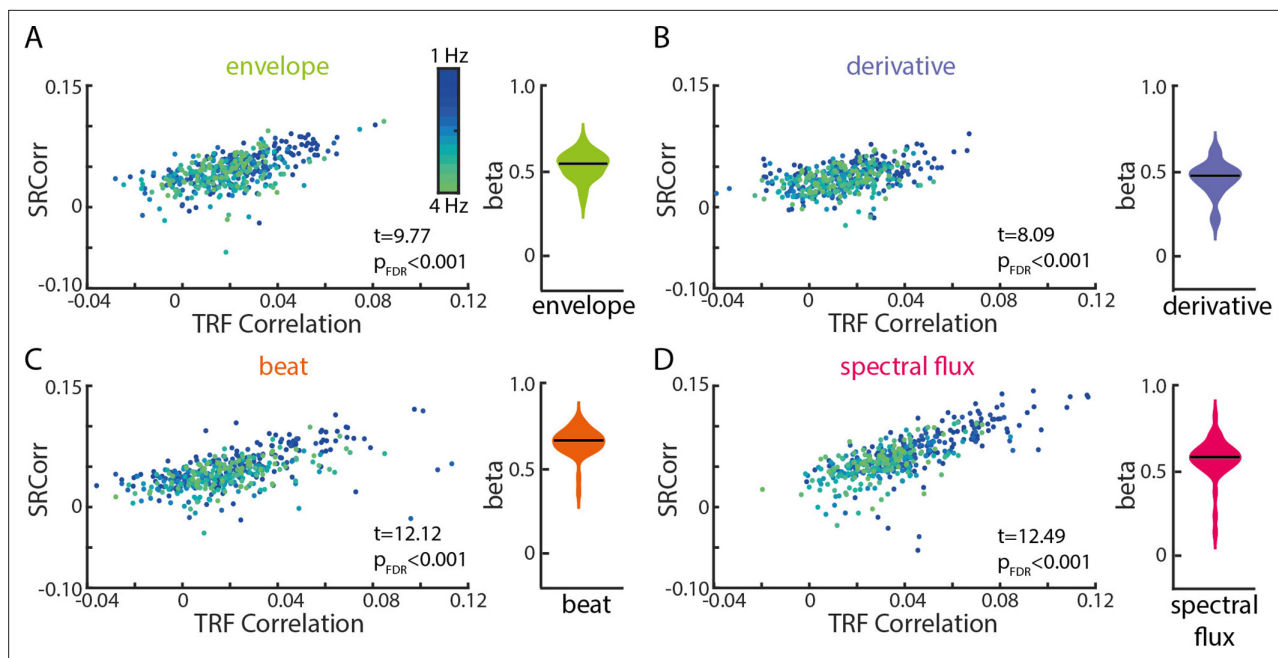 A
envelope
1 Hz
4 Hz
0.15
0
-0.10
SRCorr
-0.04
0
0.04
0.08
0.12
TRF Correlation
t=9.77
pFDR<0.001
1.0
0.5
0
beta
envelope
B
derivative
0.15
0
-0.10
SRCorr
-0.04
0
0.04
0.08
0.12
TRF Correlation
t=8.09
pFDR<0.001
1.0
0.5
0
beta
derivative
C
beat
0.15
0
-0.10
SRCorr
-0.04
0
0.04
0.08
0.12
TRF Correlation
t=12.12
pFDR<0.001
1.0
0.5
0
beta
beat
D
spectral flux
0.15
0
-0.10
SRCorr
-0.04
0
0.04
0.08
0.12
TRF Correlation
t=12.49
pFDR<0.001
1.0
0.5
0
beta
spectral
flux